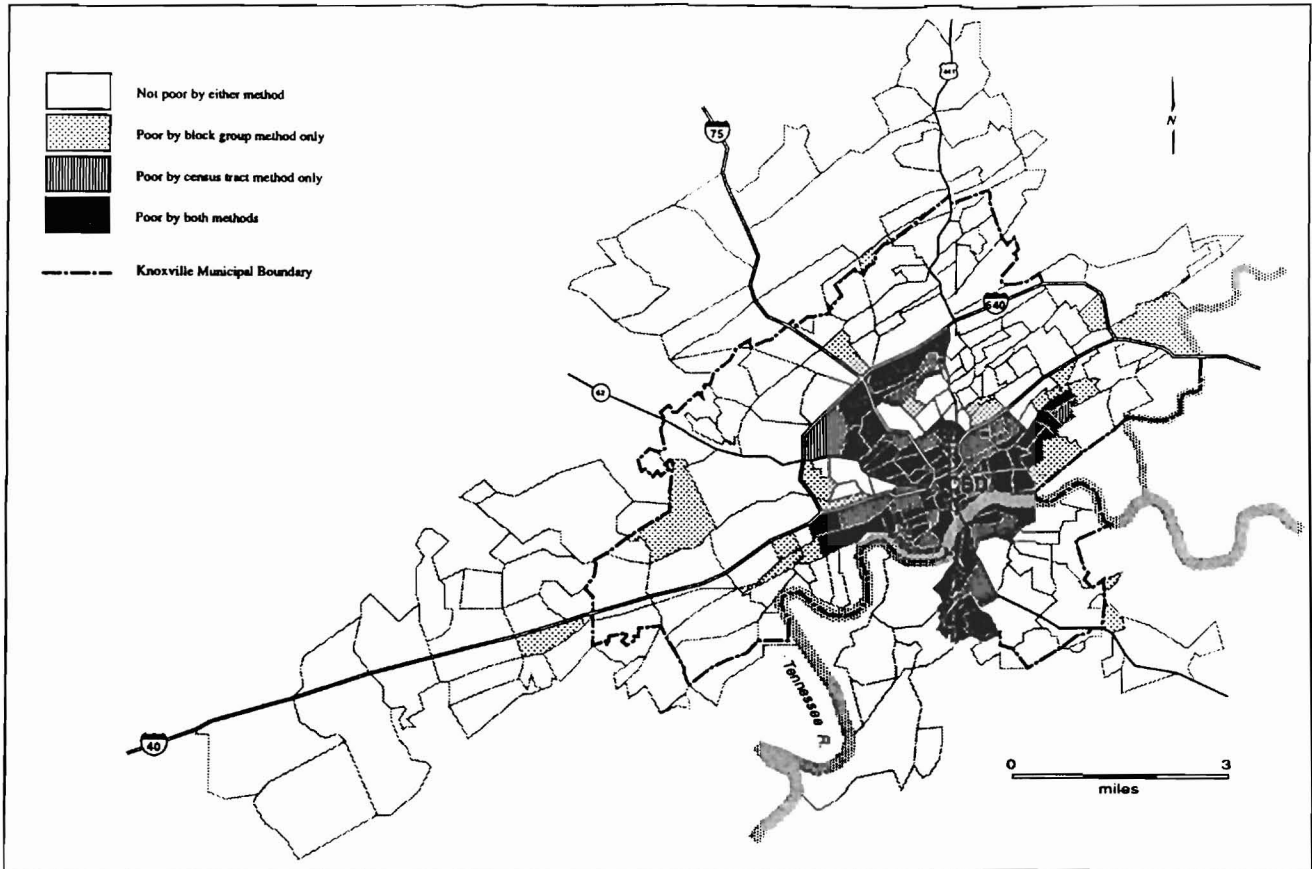 Not poor by either method
Poor by block group method only
Poor by census tract method only
Poor by both methods
Knoxville Municipal Boundary
75
N
640
62
CBD
40
Tennessee R.
0 3
miles